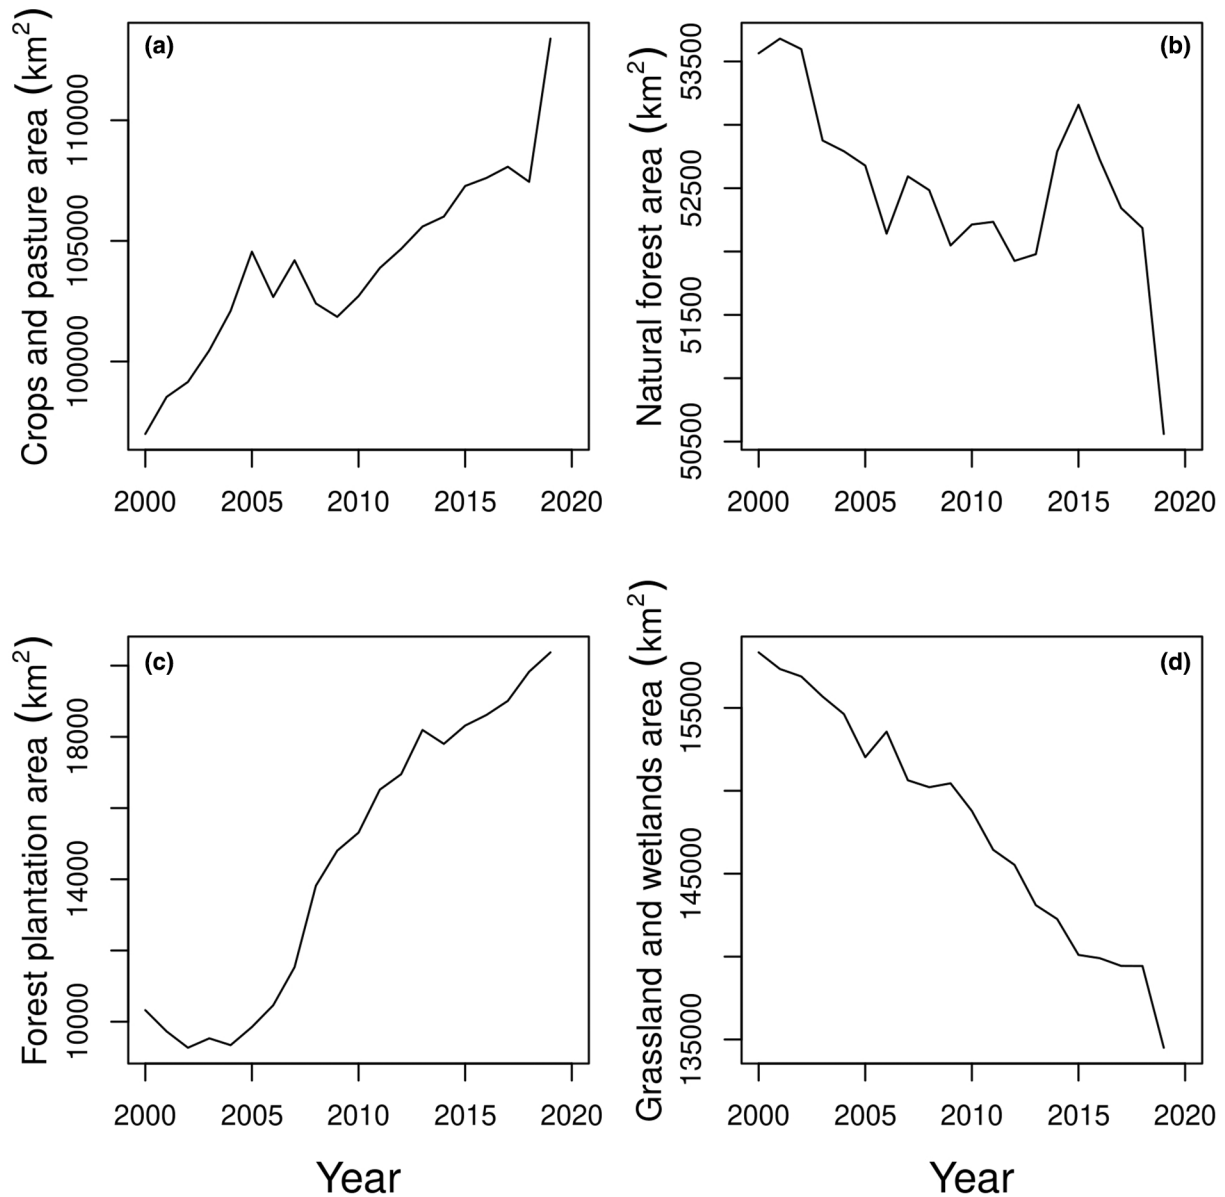 Crops and pasture area (km²)
100000 105000 110000
(a)
2000 2005 2010 2015 2020
Natural forest area (km²)
50500 51500 52500 53500
(b)
2000 2005 2010 2015 2020
Forest plantation area (km²)
10000 14000 18000
(c)
2000 2005 2010 2015 2020
Year
Grassland and wetlands area (km²)
135000 145000 155000
(d)
2000 2005 2010 2015 2020
Year